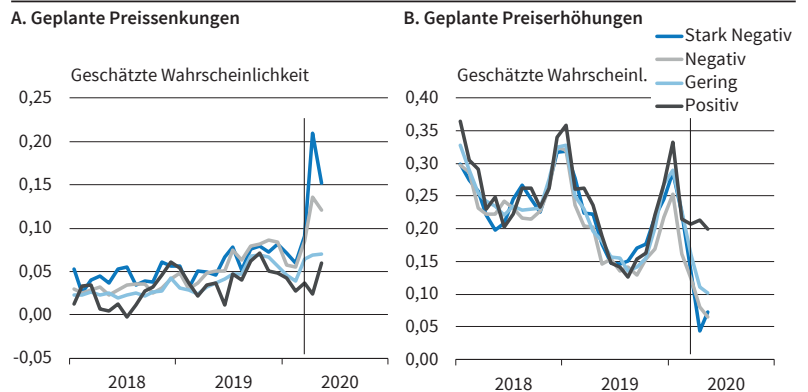 A. Geplante Preissenkungen
Geschätzte Wahrscheinlichkeit
0,25
0,20
0,15
0,10
0,05
0,00
-0,05
2018 2019 2020
B. Geplante Preiserhöhungen
Stark Negativ
Negativ
Gering
Positiv
Geschätzte Wahrscheinl.
0,40
0,35
0,30
0,25
0,20
0,15
0,10
0,05
0,00
2018 2019 2020